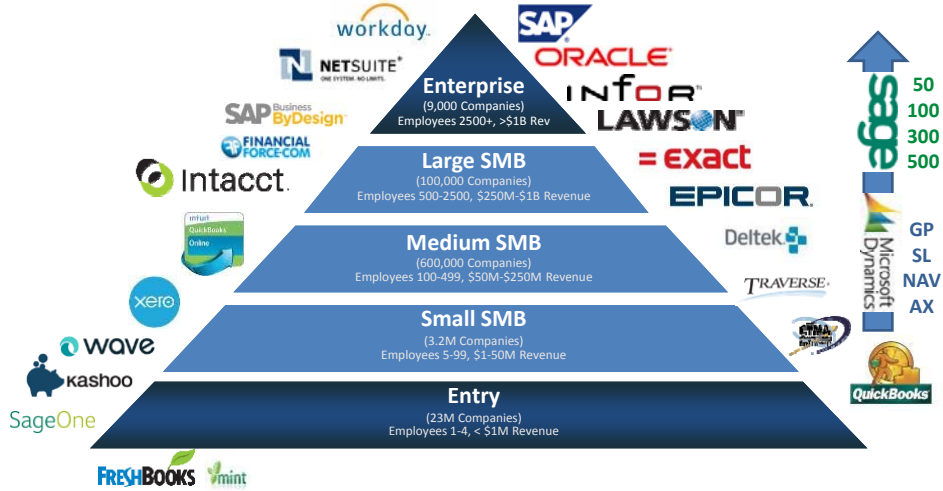 workday.
NETSUITE
ONE SYSTEM. NO LIMITS.
SAP Business
ByDesign
FINANCIAL
FORCE.COM
Intacct.
intuit
QuickBooks
Online
xero
wave
KASHOO
SageOne
FRESHBOOKS
mint
Enterprise
(9,000 Companies)
Employees 2500+, >$1B Rev
Large SMB
(100,000 Companies)
Employees 500-2500, $250M-$1B Revenue
Medium SMB
(600,000 Companies)
Employees 100-499, $50M-$250M Revenue
Small SMB
(3.2M Companies)
Employees 5-99, $1-50M Revenue
Entry
(23M Companies)
Employees 1-4, < $1M Revenue
SAP
ORACLE
INFOR
LAWSON
= exact
EPICOR
Deltek
TRAVERSE
sage
50
100
300
500
Microsoft
Dynamics
GP
SL
NAV
AX
QuickBooks